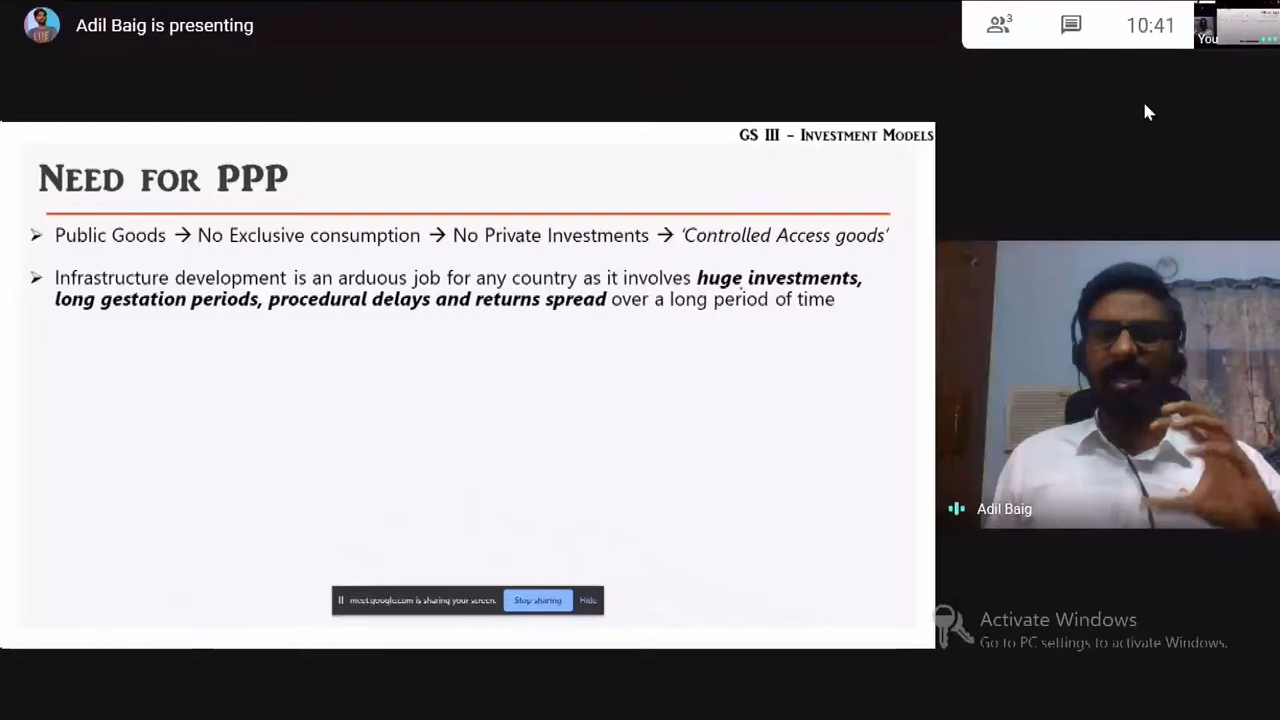 Adil Baig is presenting
3
10:41
You
GS III – Investment Models
Need for PPP
Public Goods → No Exclusive consumption → No Private Investments → ‘Controlled Access goods’
Infrastructure development is an arduous job for any country as it involves huge investments,
long gestation periods, procedural delays and returns spread over a long period of time
meet.google.com is sharing your screen.
Stop sharing
Hide
Adil Baig
Activate Windows
Go to PC settings to activate Windows.